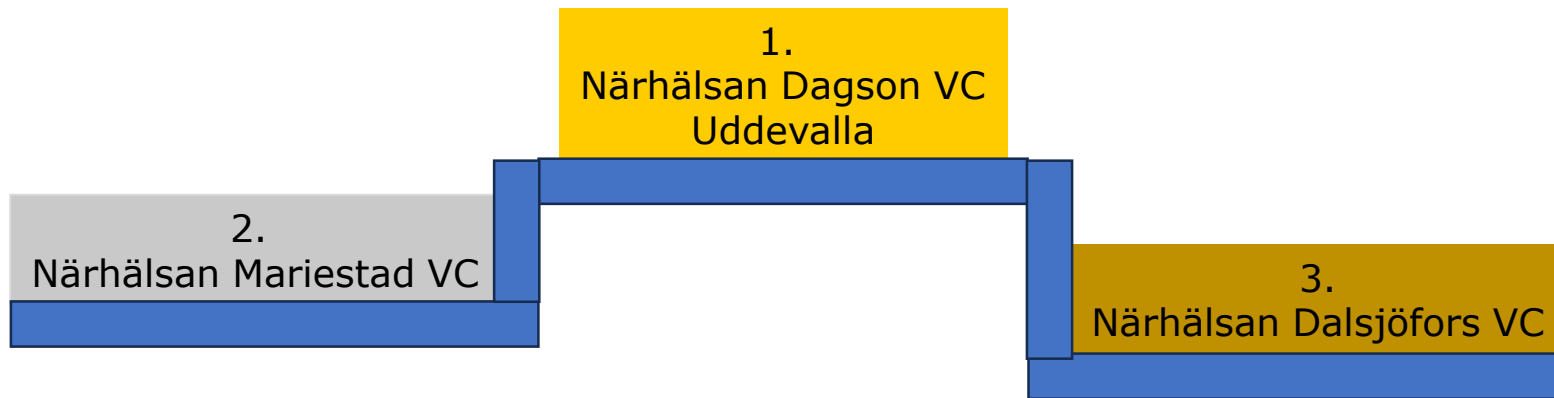 1.
Närhälsan Dagson VC
Uddevalla
2.
Närhälsan Mariestad VC
3.
Närhälsan Dalsjöfors VC